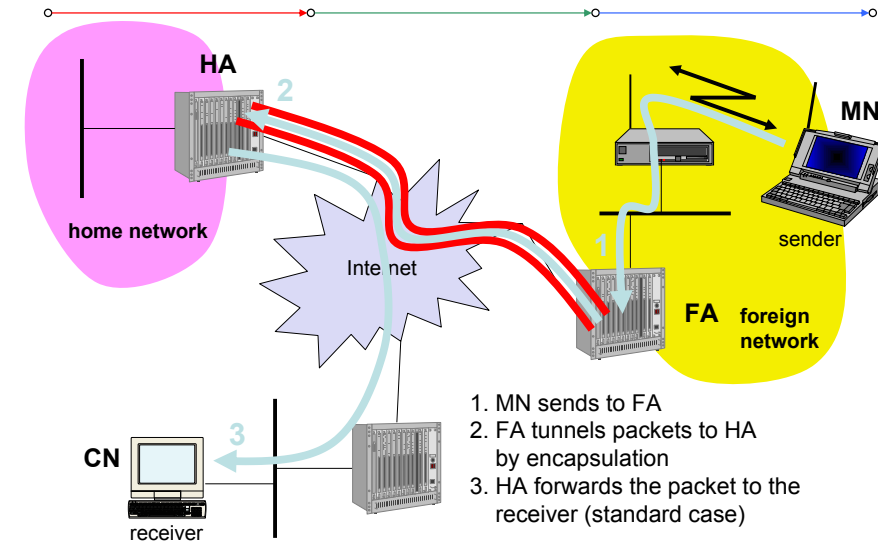 HA
2
MN
home network
1
sender
Internet
FA
foreign
network
1. MN sends to FA
2. FA tunnels packets to HA
by encapsulation
3. HA forwards the packet to the
receiver (standard case)
3
CN
receiver